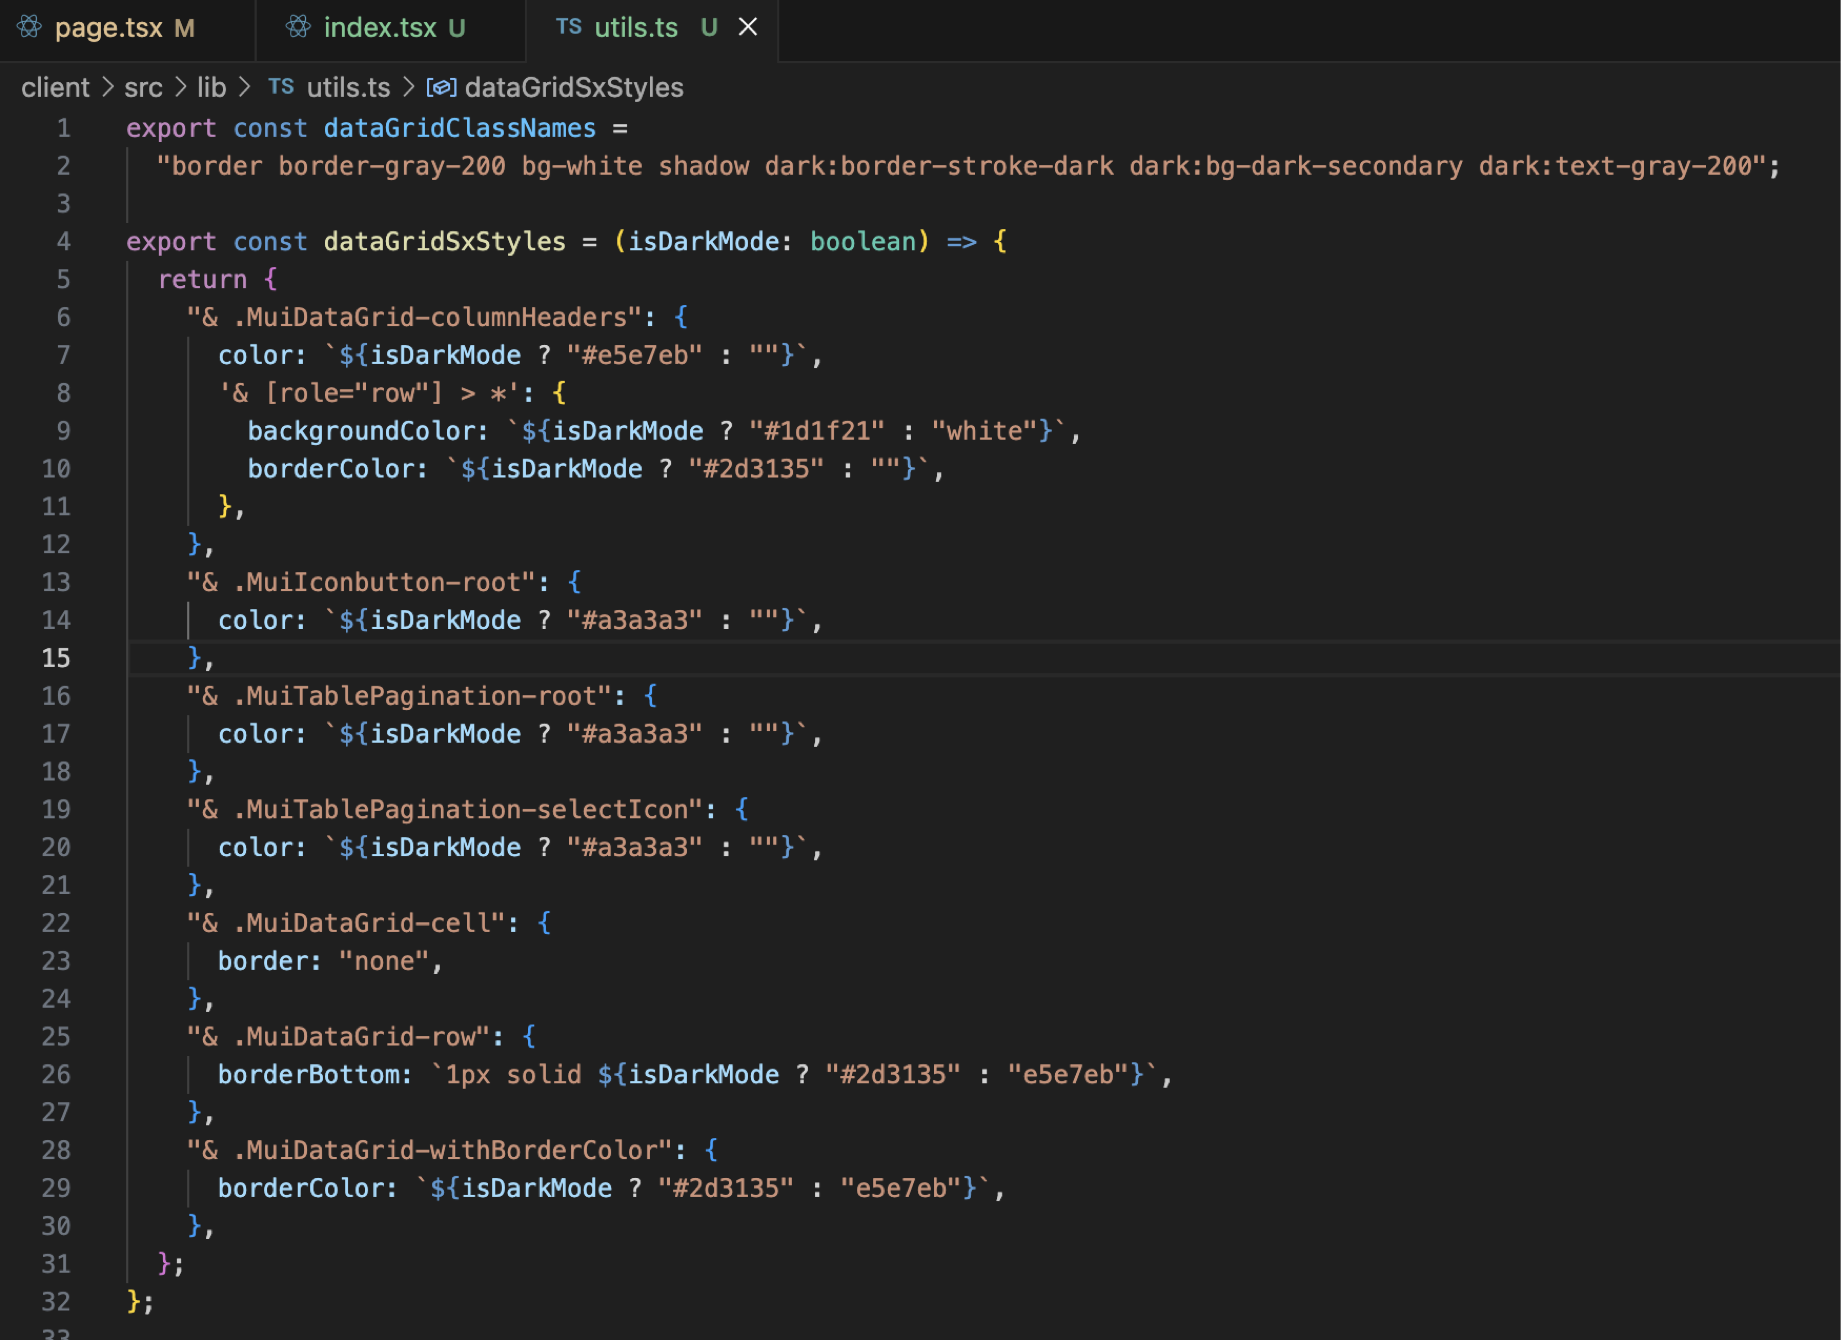 page.tsx M index.tsx U TS utils.ts U
client > src > lib > TS utils.ts > dataGridSxStyles
1 export const dataGridClassNames =
2 "border border-gray-200 bg-white shadow dark:border-stroke-dark dark:bg-dark-secondary dark:text-gray-200";
3
4 export const dataGridSxStyles = (isDarkMode: boolean) => {
5 return {
6 "& .MuiDataGrid-columnHeaders": {
7 color: `${isDarkMode ? "#e5e7eb" : ""}`,
8 '& [role="row"] > *': {
9 backgroundColor: `${isDarkMode ? "#1d1f21" : "white"}`,
10 borderColor: `${isDarkMode ? "#2d3135" : ""}`,
11 },
12 },
13 "& .MuiIconbutton-root": {
14 color: `${isDarkMode ? "#a3a3a3" : ""}`,
15 },
16 "& .MuiTablePagination-root": {
17 color: `${isDarkMode ? "#a3a3a3" : ""}`,
18 },
19 "& .MuiTablePagination-selectIcon": {
20 color: `${isDarkMode ? "#a3a3a3" : ""}`,
21 },
22 "& .MuiDataGrid-cell": {
23 border: "none",
24 },
25 "& .MuiDataGrid-row": {
26 borderBottom: `1px solid ${isDarkMode ? "#2d3135" : "e5e7eb"}`,
27 },
28 "& .MuiDataGrid-withBorderColor": {
29 borderColor: `${isDarkMode ? "#2d3135" : "e5e7eb"}`,
30 },
31 };
32 };
33